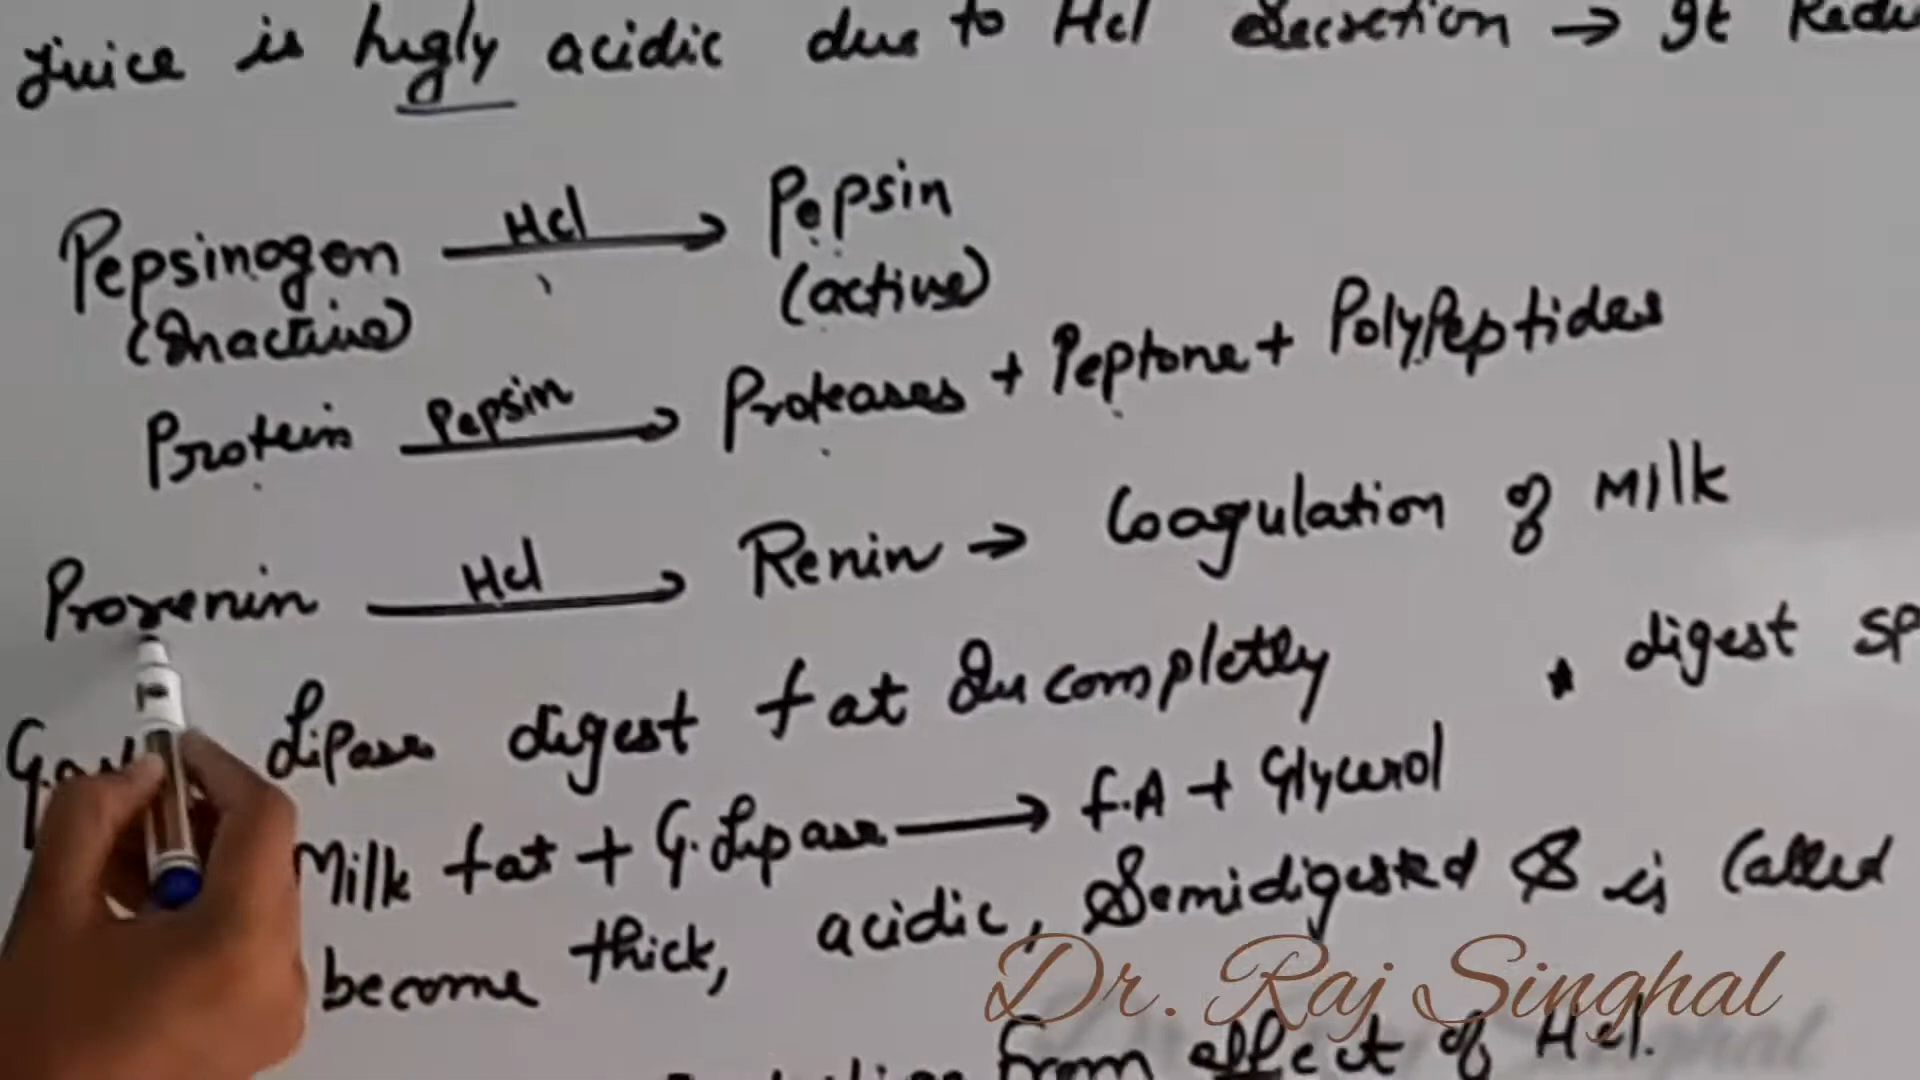 juice is higly acidic due to Hcl Secretion → It Redu
Pepsinogen —Hcl→ Pepsin
(Inactive) (active)
Protein —Pepsin→ Proteases + Peptone + PolyPeptides
Prorenin —Hcl→ Renin → Coagulation of Milk
Lipase digest fat Incompletly * digest sp
Milk fat + G. Lipase → F.A + Glycerol
become thick, acidic, Semidigested & is Called
from effect of Hcl.
Dr. Raj Singhal